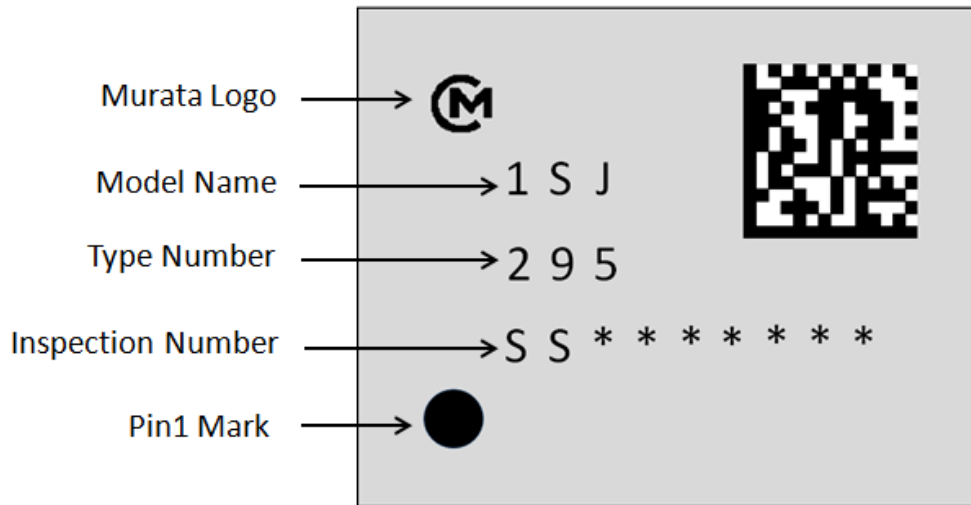 Murata Logo
Model Name 1 S J
Type Number 2 9 5
Inspection Number S S * * * * * * *
Pin1 Mark